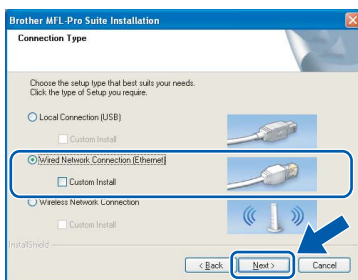 Brother MFL-Pro Suite Installation
Connection Type
Choose the setup type that best suits your needs.
Click the type of Setup you require.
Local Connection (USB)
Custom Install
Wired Network Connection (Ethernet)
Custom Install
Wireless Network Connection
Custom Install
InstallShield
< Back Next > Cancel